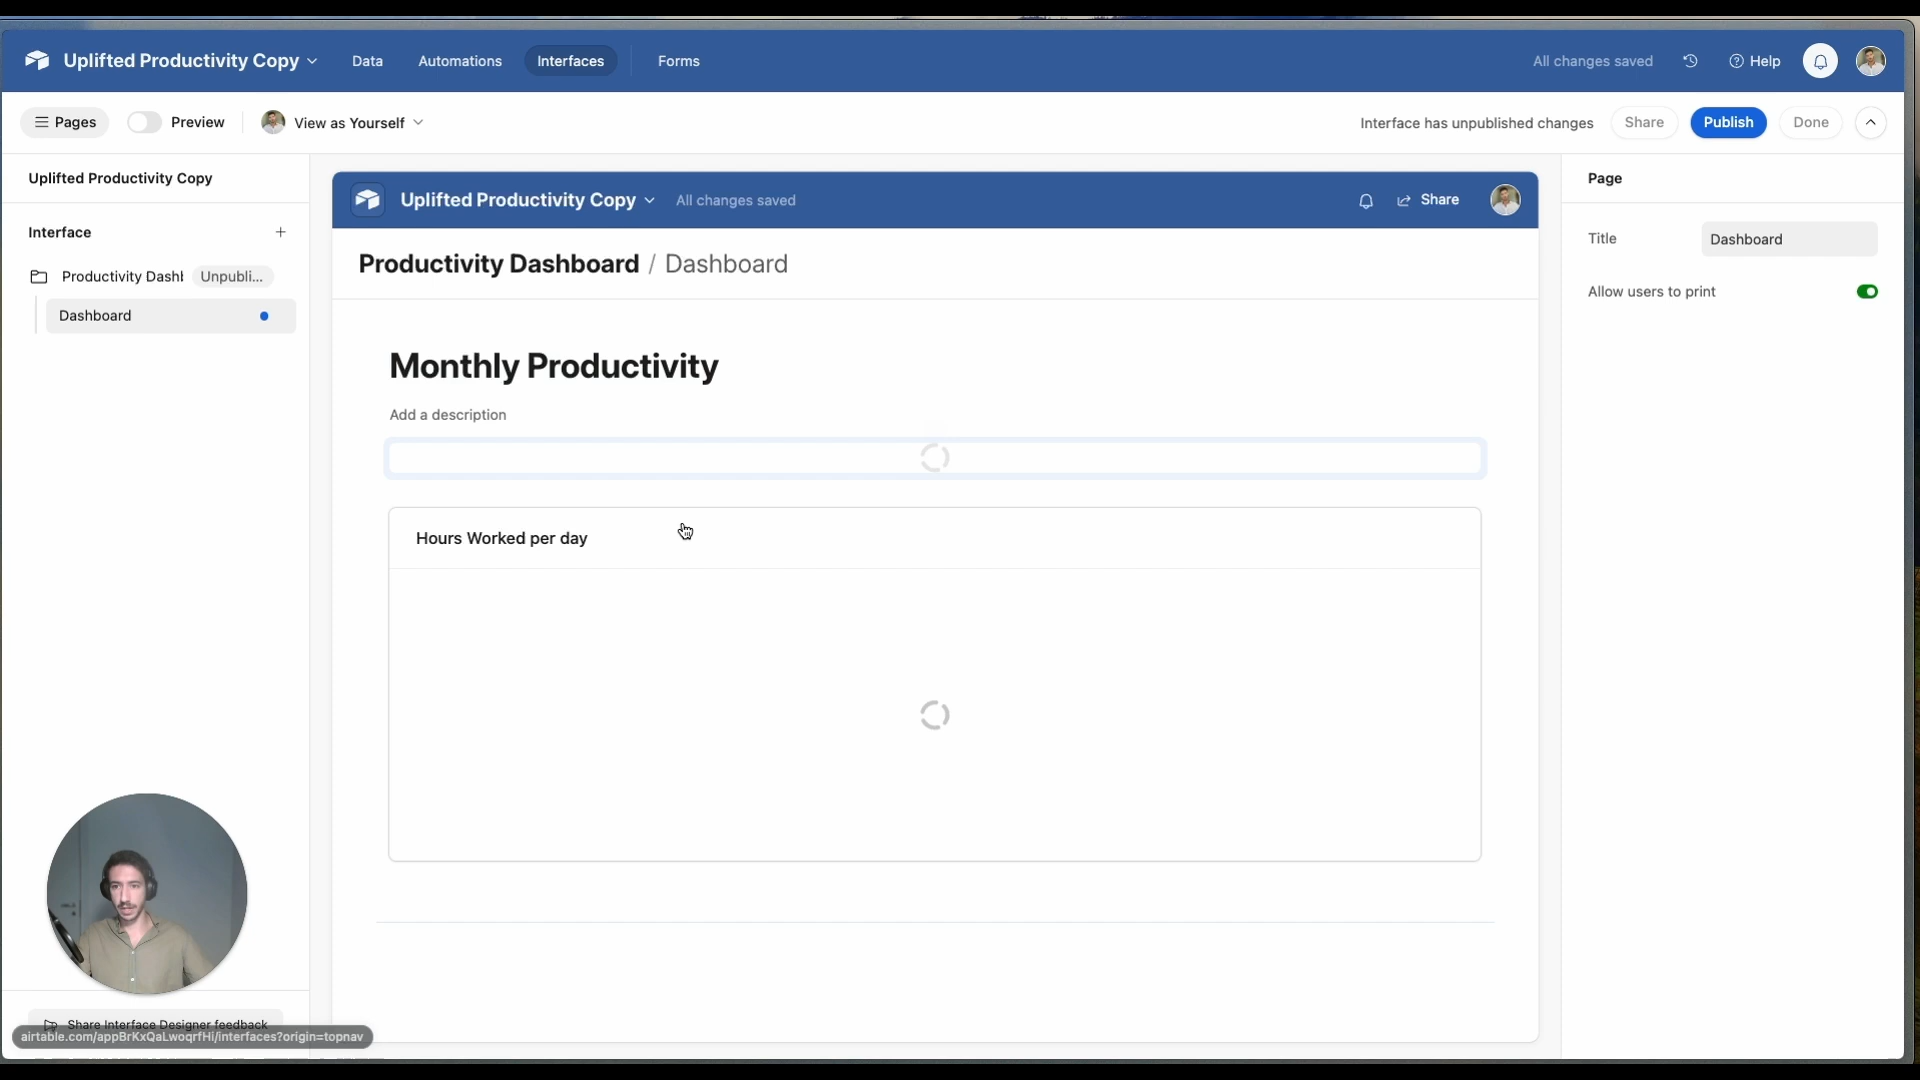 Uplifted Productivity Copy
Data
Automations
Interfaces
Forms
All changes saved
Help
Pages
Preview
View as Yourself
Interface has unpublished changes
Share
Publish
Done
Uplifted Productivity Copy
Uplifted Productivity Copy
All changes saved
Share
Page
Interface
Productivity Dashboard / Dashboard
Title
Dashboard
Productivity Dashl
Unpubli...
Allow users to print
Dashboard
Monthly Productivity
Add a description
Hours Worked per day
Share Interface Designer feedback
airtable.com/appBrKxQaLwoqrfHi/interfaces?origin=topnav